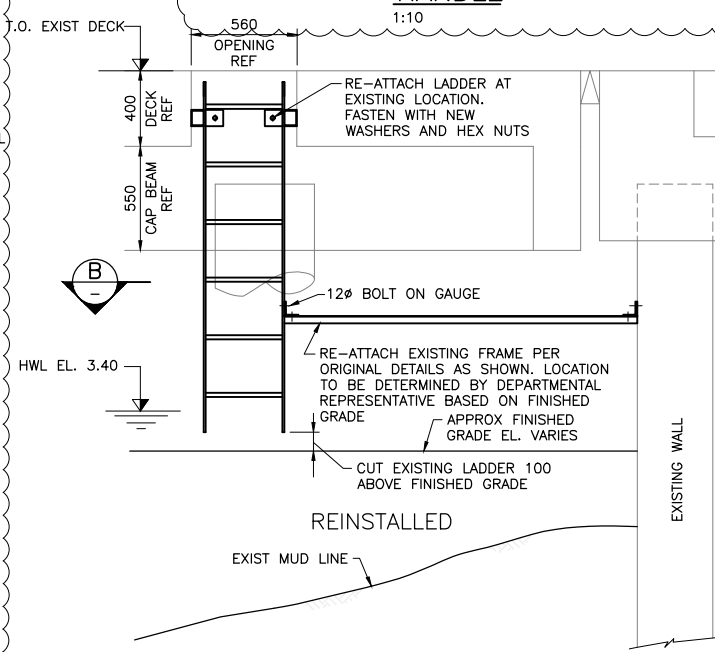 1:10
T.O. EXIST DECK
560
OPENING
REF
RE-ATTACH LADDER AT
EXISTING LOCATION.
FASTEN WITH NEW
WASHERS AND HEX NUTS
400
DECK
REF
550
CAP BEAM
REF
B
-
12ø BOLT ON GAUGE
HWL EL. 3.40
RE-ATTACH EXISTING FRAME PER
ORIGINAL DETAILS AS SHOWN. LOCATION
TO BE DETERMINED BY DEPARTMENTAL
REPRESENTATIVE BASED ON FINISHED
GRADE
APPROX FINISHED
GRADE EL. VARIES
CUT EXISTING LADDER 100
ABOVE FINISHED GRADE
EXISTING WALL
REINSTALLED
EXIST MUD LINE